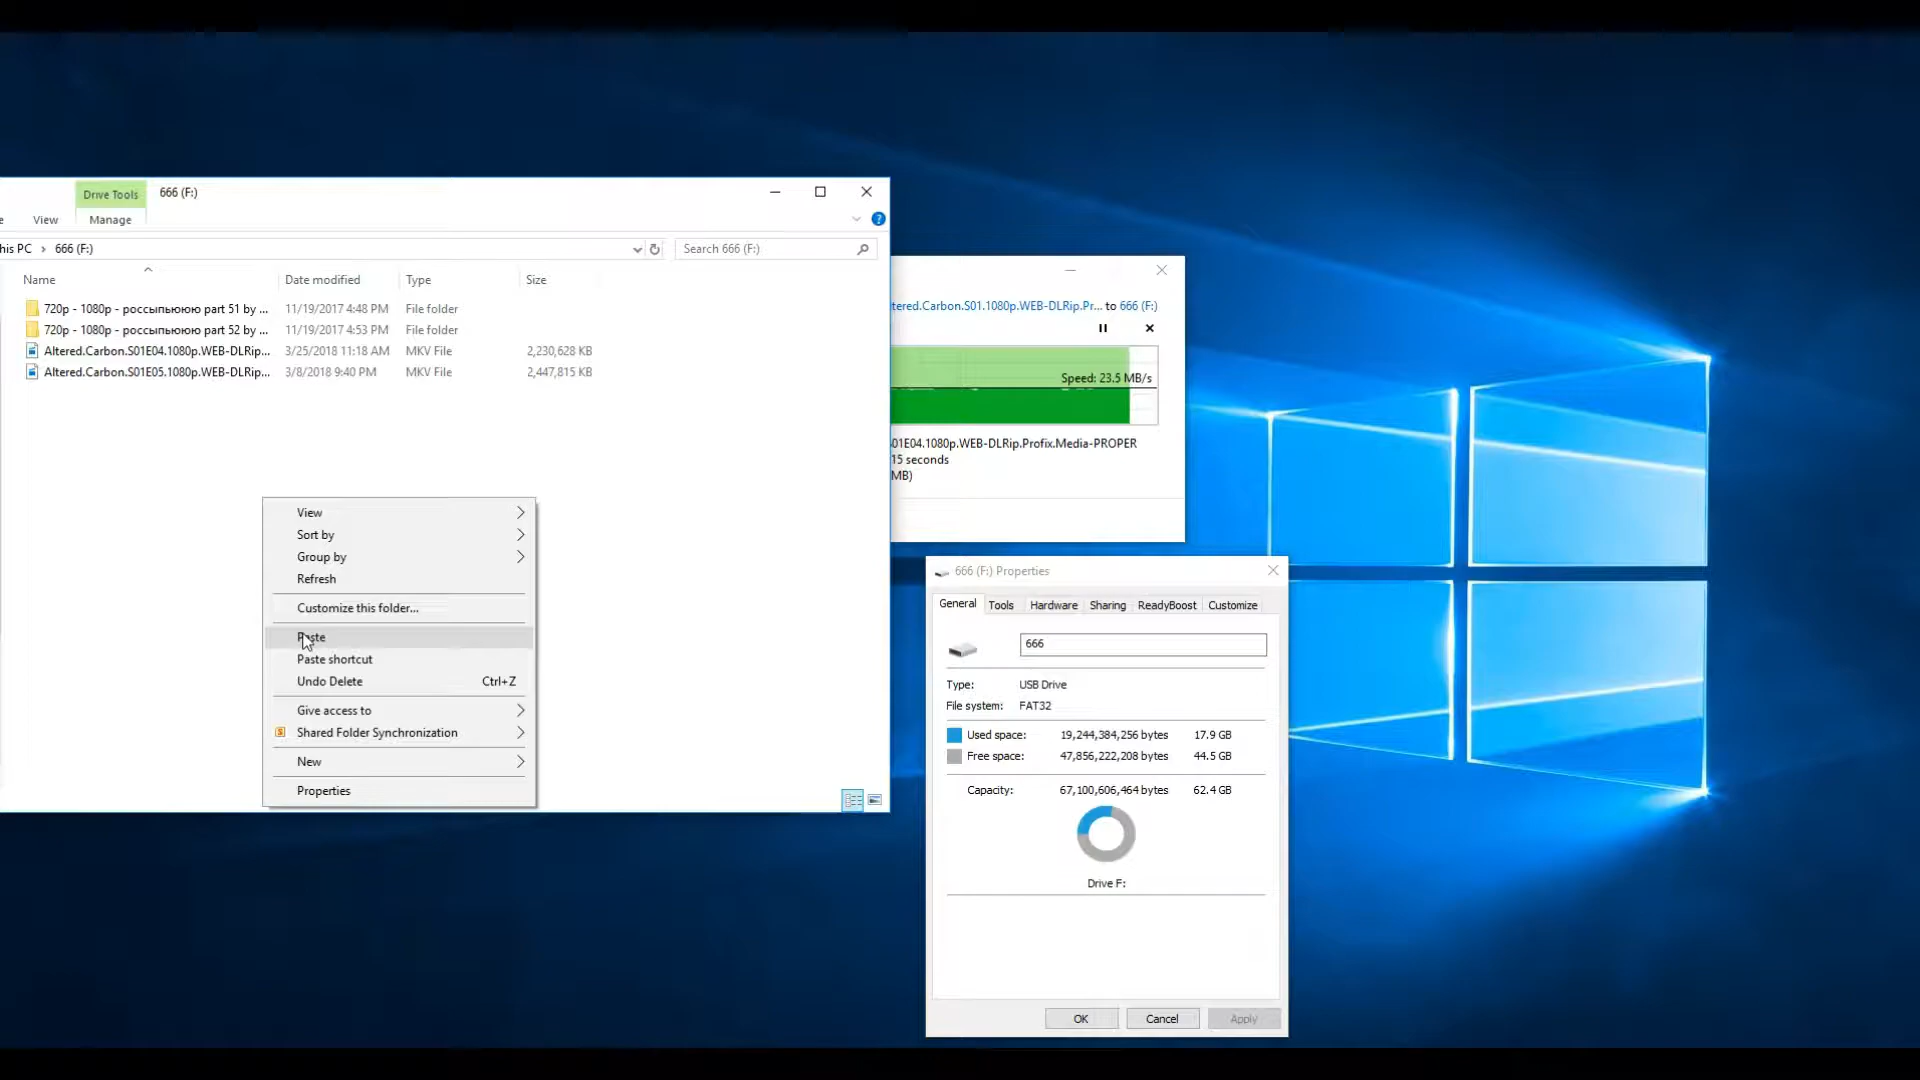 Drive Tools
666 (F:)
View
Manage
his PC > 666 (F:)
Search 666 (F:)
Name Date modified Type Size
720p - 1080p - россыпьююю part 51 by ... 11/19/2017 4:48 PM File folder
720p - 1080p - россыпьююю part 52 by ... 11/19/2017 4:53 PM File folder
Altered.Carbon.S01E04.1080p.WEB-DLRip... 3/25/2018 11:18 AM MKV File 2,230,628 KB
Altered.Carbon.S01E05.1080p.WEB-DLRip... 3/8/2018 9:40 PM MKV File 2,447,815 KB
View
Sort by
Group by
Refresh
Customize this folder...
Paste
Paste shortcut
Undo Delete Ctrl+Z
Give access to
Shared Folder Synchronization
New
Properties
ltered.Carbon.S01.1080p.WEB-DLRip.Pr... to 666 (F:)
Speed: 23.5 MB/s
01E04.1080p.WEB-DLRip.Profix.Media-PROPER
15 seconds
MB)
666 (F:) Properties
General Tools Hardware Sharing ReadyBoost Customize
666
Type: USB Drive
File system: FAT32
Used space: 19,244,384,256 bytes 17.9 GB
Free space: 47,856,222,208 bytes 44.5 GB
Capacity: 67,100,606,464 bytes 62.4 GB
Drive F:
OK Cancel Apply